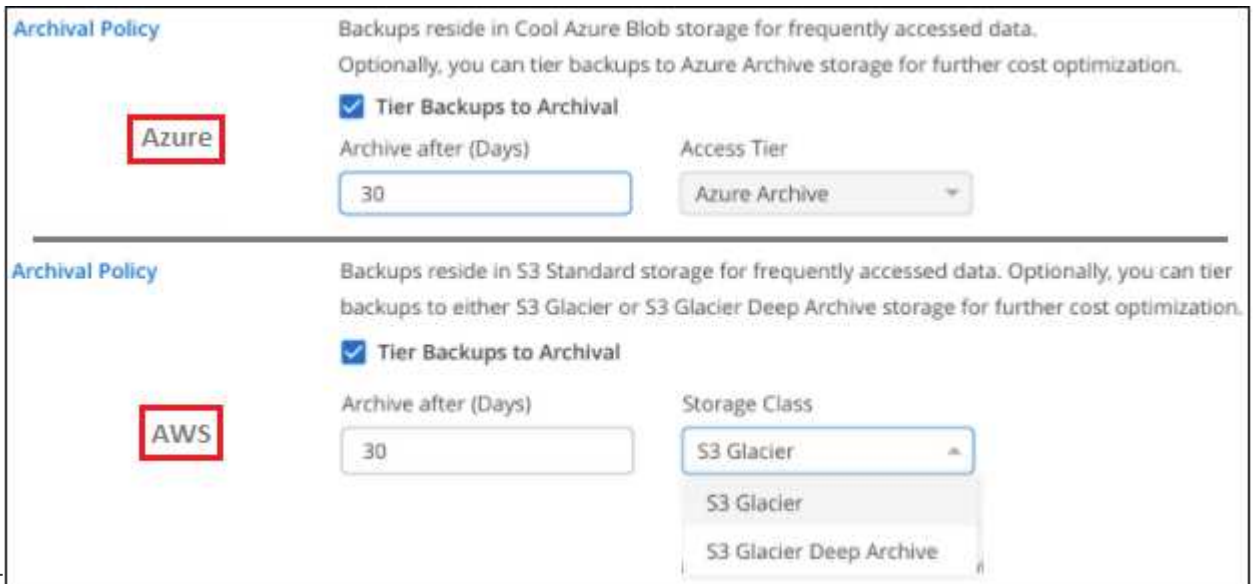 Archival Policy
Backups reside in Cool Azure Blob storage for frequently accessed data.
Optionally, you can tier backups to Azure Archive storage for further cost optimization.
Tier Backups to Archival
Azure
Archive after (Days)
Access Tier
30
Azure Archive
Archival Policy
Backups reside in S3 Standard storage for frequently accessed data. Optionally, you can tier
backups to either S3 Glacier or S3 Glacier Deep Archive storage for further cost optimization.
Tier Backups to Archival
Archive after (Days)
Storage Class
AWS
30
S3 Glacier
S3 Glacier
S3 Glacier Deep Archive